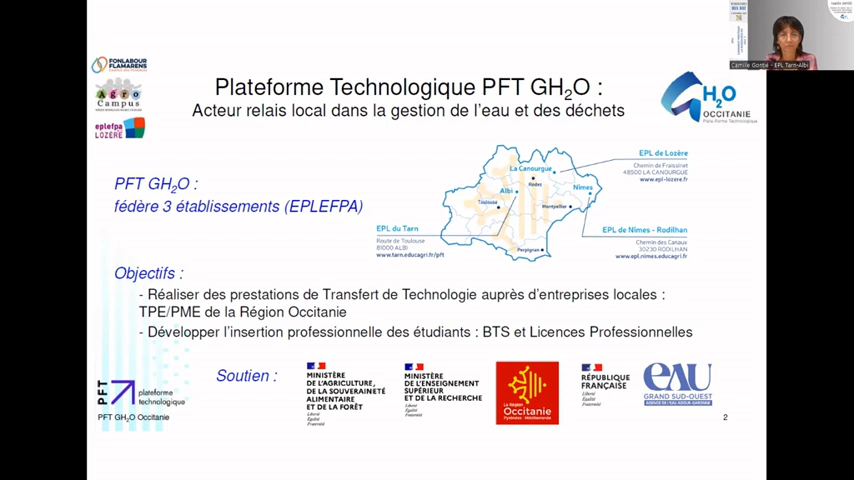 Camille Gontié - EPL Tarn-Albi
FONLABOUR
FLAMARENS
Agro
Campus
eplefpa
LOZÈRE
Plateforme Technologique PFT GH2O :
Acteur relais local dans la gestion de l'eau et des déchets
H2O
OCCITANIE
Plate-Forme Technologique
PFT GH2O :
fédère 3 établissements (EPLEFPA)
EPL de Lozère
Chemin de Fraissinet
48500 LA CANOURGUE
www.epl-lozere.fr
La Canourgue
Rodez
Albi
Nîmes
Toulouse
Montpellier
Perpignan
EPL du Tarn
Route de Toulouse
81000 ALBI
www.tarn.educagri.fr/pft
EPL de Nîmes - Rodilhan
Chemin des Canaux
30230 RODILHAN
www.epl.nimes.educagri.fr
Objectifs :
- Réaliser des prestations de Transfert de Technologie auprès d'entreprises locales :
TPE/PME de la Région Occitanie
- Développer l'insertion professionnelle des étudiants : BTS et Licences Professionnelles
Soutien :
MINISTÈRE
DE L'AGRICULTURE,
DE LA SOUVERAINETÉ
ALIMENTAIRE
ET DE LA FORÊT
Liberté
Égalité
Fraternité
MINISTÈRE
DE L'ENSEIGNEMENT
SUPÉRIEUR
ET DE LA RECHERCHE
Liberté
Égalité
Fraternité
La Région
Occitanie
Pyrénées - Méditerranée
RÉPUBLIQUE
FRANÇAISE
Liberté
Égalité
Fraternité
eau
GRAND SUD-OUEST
AGENCE DE L'EAU ADOUR-GARONNE
PFT
plateforme
technologique
PFT GH2O Occitanie
2